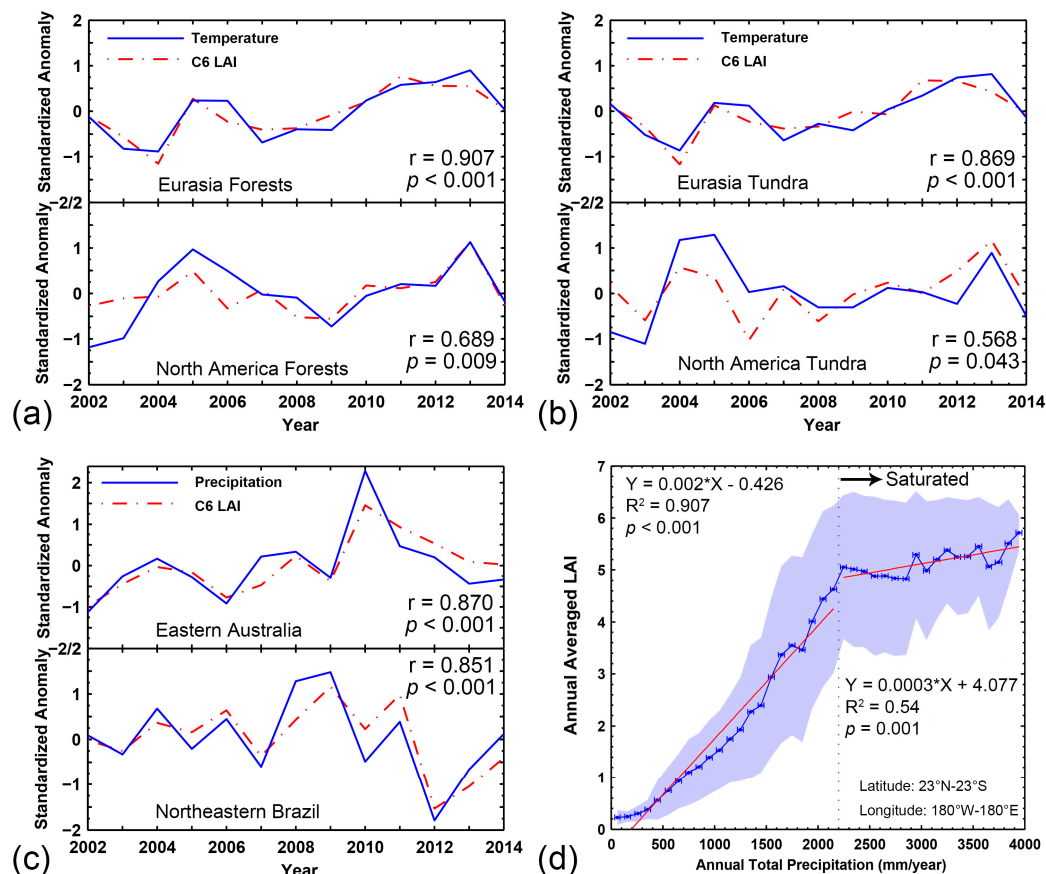 2
Temperature
C6 LAI
1
0
−1
−2/2
1
0
−1
−2
Standardized Anomaly
Standardized Anomaly
r = 0.907
p < 0.001
Eurasia Forests
r = 0.689
p = 0.009
North America Forests
2002 2004 2006 2008 2010 2012 2014
Year
(a)
2
Temperature
C6 LAI
1
0
−1
−2/2
1
0
−1
−2
Standardized Anomaly
Standardized Anomaly
r = 0.869
p < 0.001
Eurasia Tundra
r = 0.568
p = 0.043
North America Tundra
2002 2004 2006 2008 2010 2012 2014
Year
(b)
Precipitation
C6 LAI
2
1
0
−1
−2/2
1
0
−1
−2
Standardized Anomaly
Standardized Anomaly
r = 0.870
p < 0.001
Eastern Australia
r = 0.851
p < 0.001
Northeastern Brazil
2002 2004 2006 2008 2010 2012 2014
Year
(c)
7
6
5
4
3
2
1
0
Annual Averaged LAI
Y = 0.002*X - 0.426
R² = 0.907
p < 0.001
Saturated
Y = 0.0003*X + 4.077
R² = 0.54
p = 0.001
Latitude: 23°N-23°S
Longitude: 180°W-180°E
0 500 1000 1500 2000 2500 3000 3500 4000
Annual Total Precipitation (mm/year)
(d)